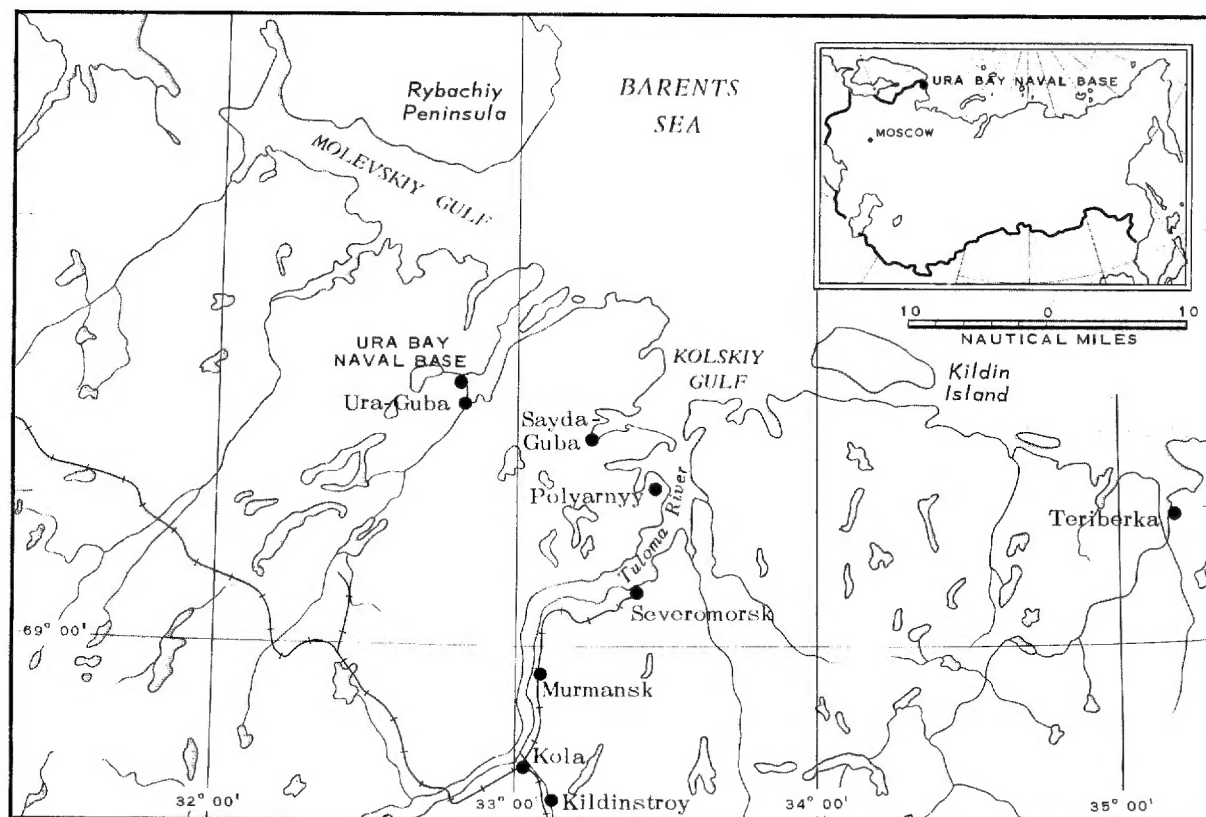 BARENTS
SEA
Rybachiy
Peninsula
MOLEVSKIY GULF
URA BAY NAVAL BASE
MOSCOW
10 0 10
NAUTICAL MILES
URA BAY
NAVAL BASE
Ura-Guba
KOLSKIY
GULF
Kildin
Island
Sayda-
Guba
Polyarnyy
Tuloma River
Teriberka
Severomorsk
69° 00'
Murmansk
Kola
Kildinstroy
32° 00'
33° 00'
34° 00'
35° 00'